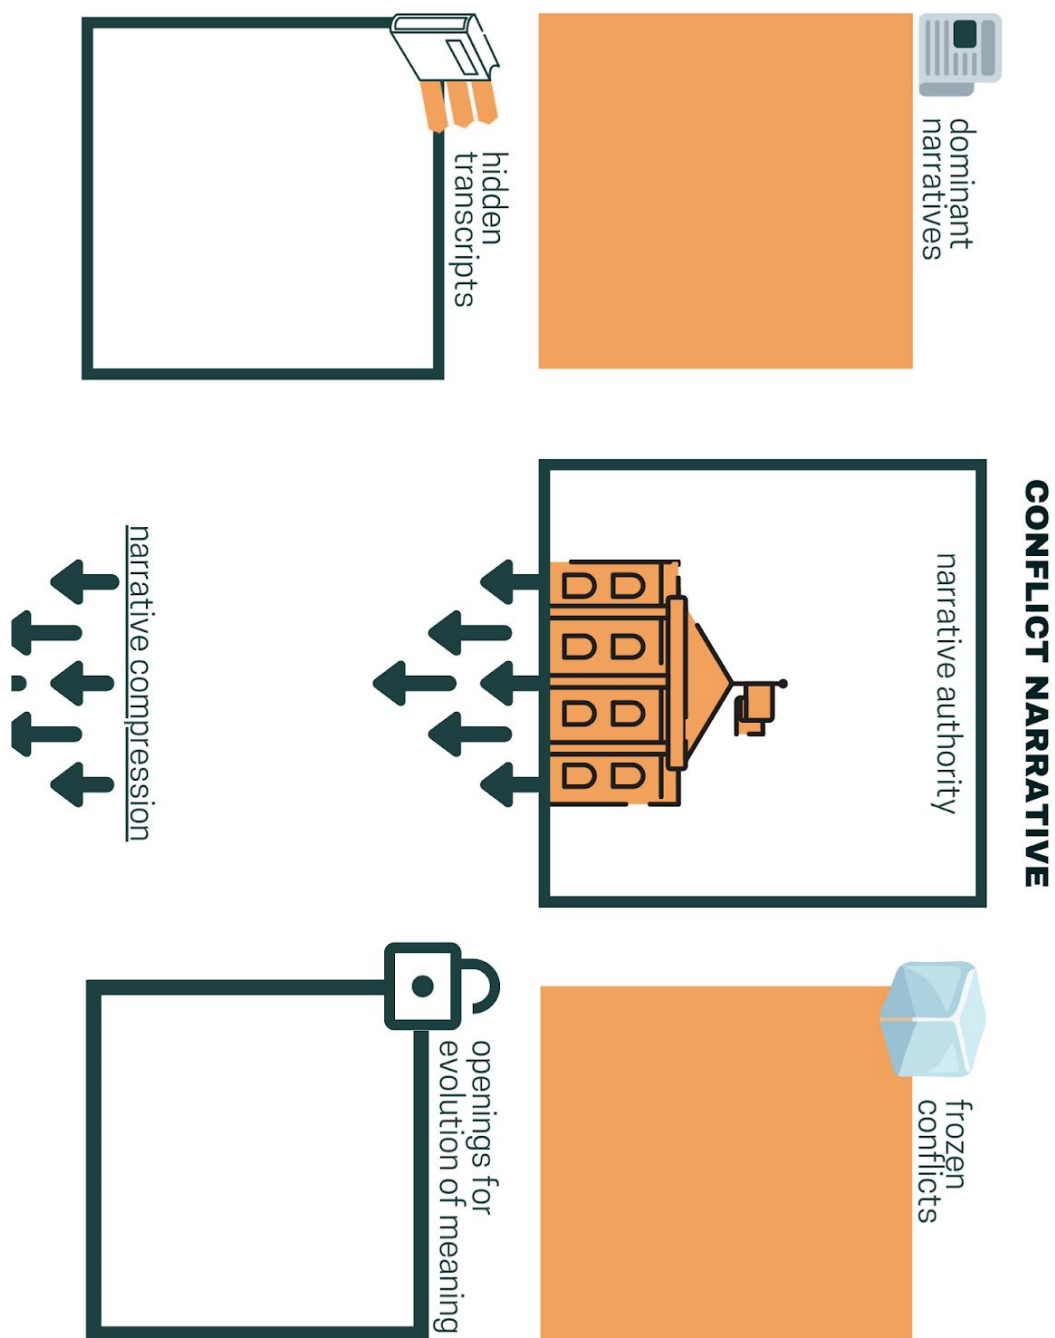 CONFLICT NARRATIVE
dominant
narratives
narrative authority
frozen
conflicts
hidden
transcripts
openings for
evolution of meaning
narrative compression